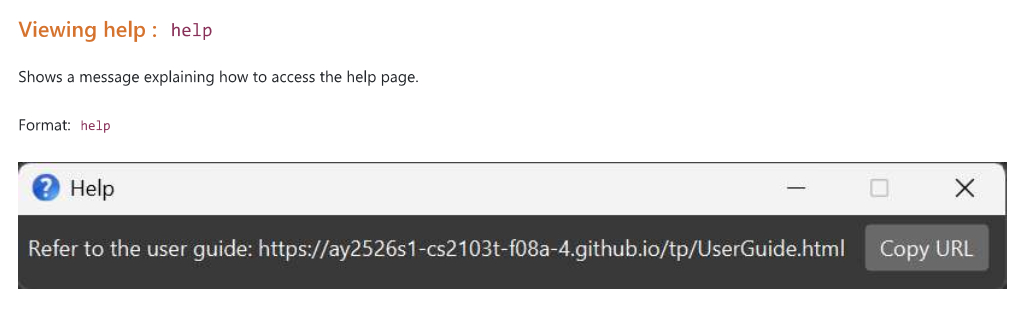 Viewing help : help
Shows a message explaining how to access the help page.
Format: help
Help
Refer to the user guide: https://ay2526s1-cs2103t-f08a-4.github.io/tp/UserGuide.html Copy URL